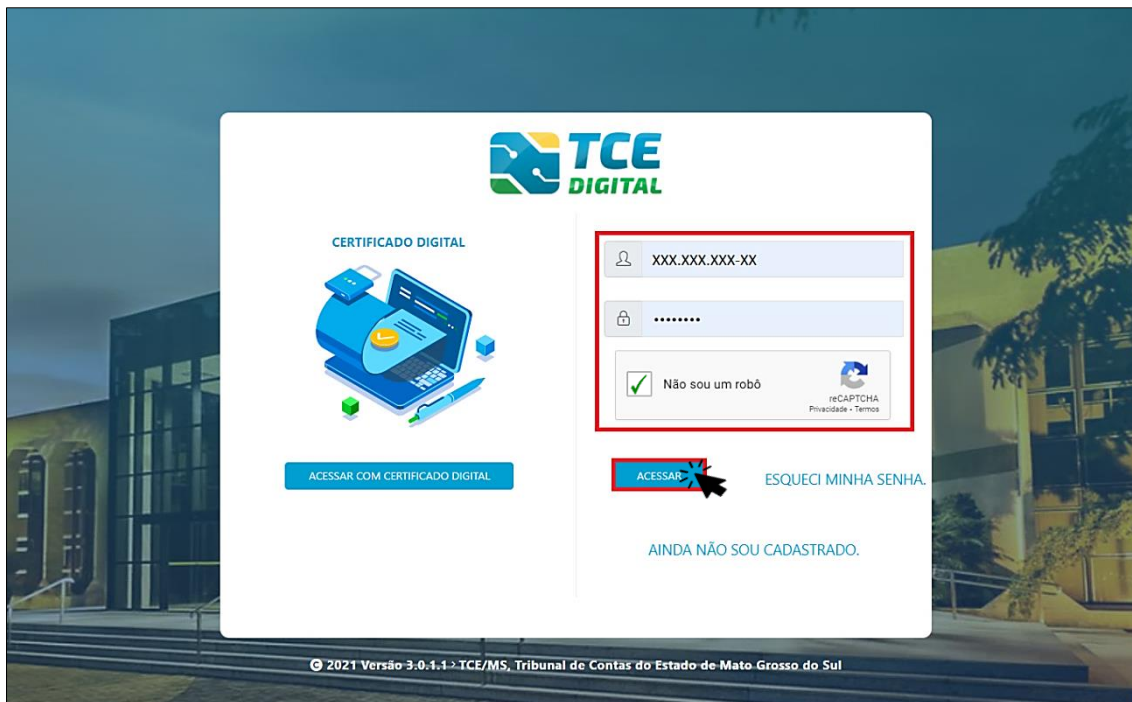 TCE
DIGITAL
CERTIFICADO DIGITAL
ACESSAR COM CERTIFICADO DIGITAL
XXX.XXX.XXX-XX
••••••••
Não sou um robô
reCAPTCHA
Privacidade - Termos
ACESSAR
ESQUECI MINHA SENHA.
AINDA NÃO SOU CADASTRADO.
© 2021 Versão 3.0.1.1 > TCE/MS, Tribunal de Contas do Estado de Mato Grosso do Sul